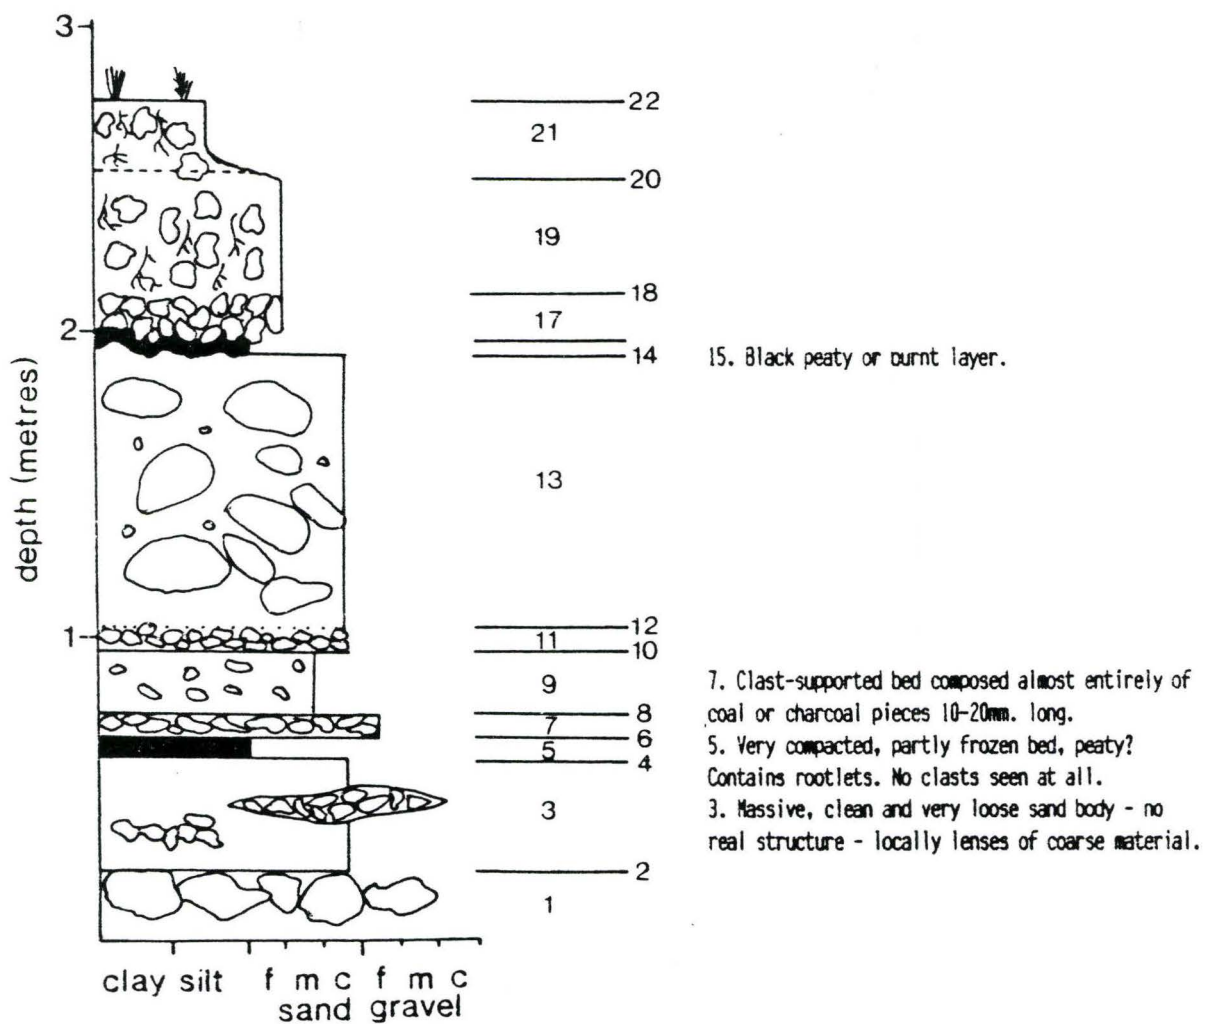 3
22
21
20
19
18
17
2
14
15. Black peaty or burnt layer.
depth (metres)
13
12
1
11
10
9
7. Clast-supported bed composed almost entirely of
8
coal or charcoal pieces 10-20mm. long.
7
6
5. Very compacted, partly frozen bed, peaty?
5
4
Contains rootlets. No clasts seen at all.
3
3. Massive, clean and very loose sand body - no
real structure - locally lenses of coarse material.
2
1
clay silt f m c f m c
sand gravel